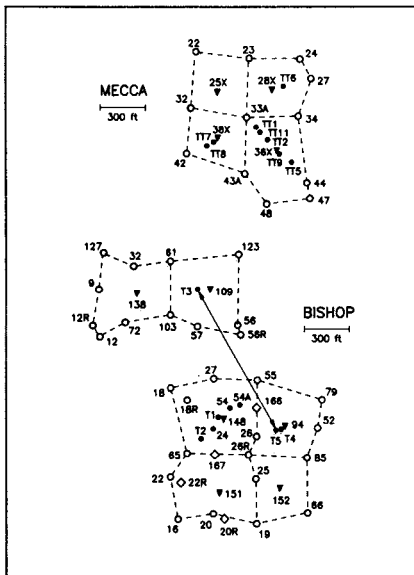 22
23
24
MECCA
25X
28X
TT6
27
300 ft
32
33A
34
TT1
TT11
TT7
38X
TT2
TT8
36X
TT9
TT5
42
43A
44
48
47
127
32
61
123
9
T3
109
138
BISHOP
12R
72
103
57
56
56R
12
300 ft
27
55
18
79
18R
54
54A
166
T1
148
94
52
T2
24
26
T5
T4
65
26R
85
167
25
22
22R
151
152
16
20
20R
19
66